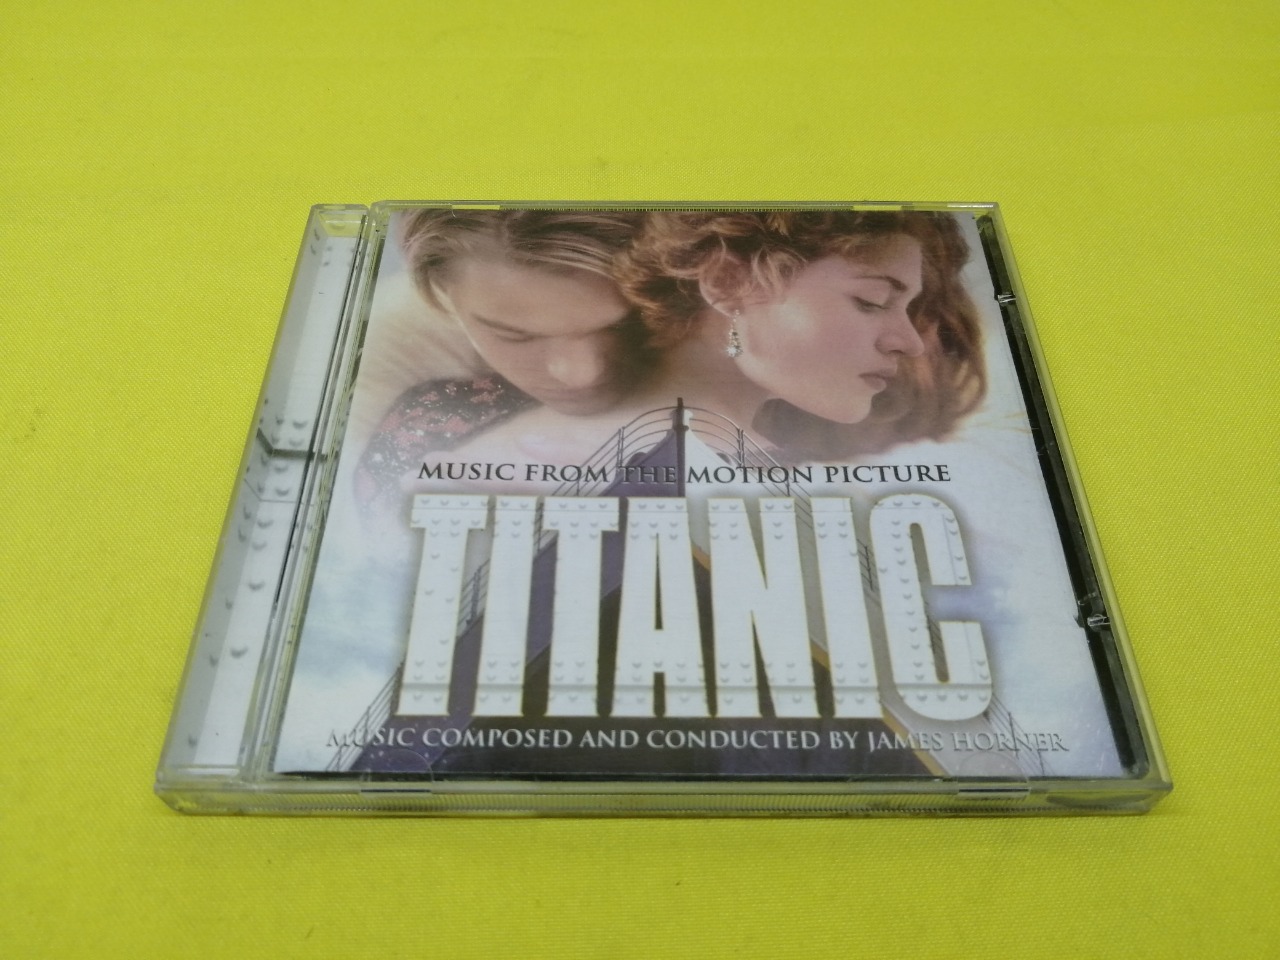 MUSIC FROM THE MOTION PICTURE
TITANIC
MUSIC COMPOSED AND CONDUCTED BY JAMES HORNER